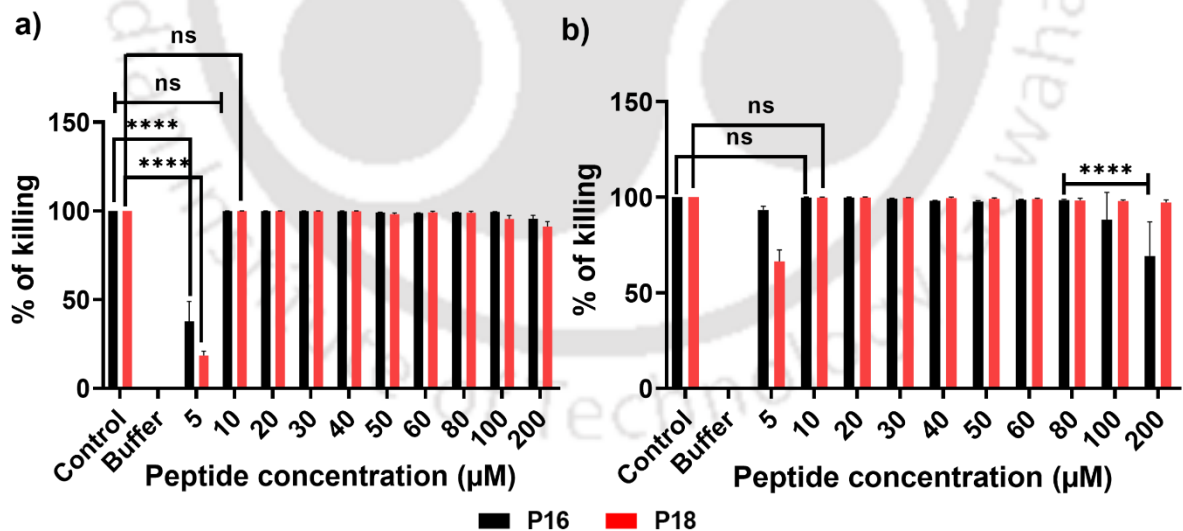 a)
ns
ns
****
****
150
100
50
0
% of killing
Control
Buffer
5
10
20
30
40
50
60
80
100
200
Peptide concentration (µM)
b)
ns
ns
****
150
100
50
0
% of killing
Control
Buffer
5
10
20
30
40
50
60
80
100
200
Peptide concentration (µM)
P16 P18
of Technology